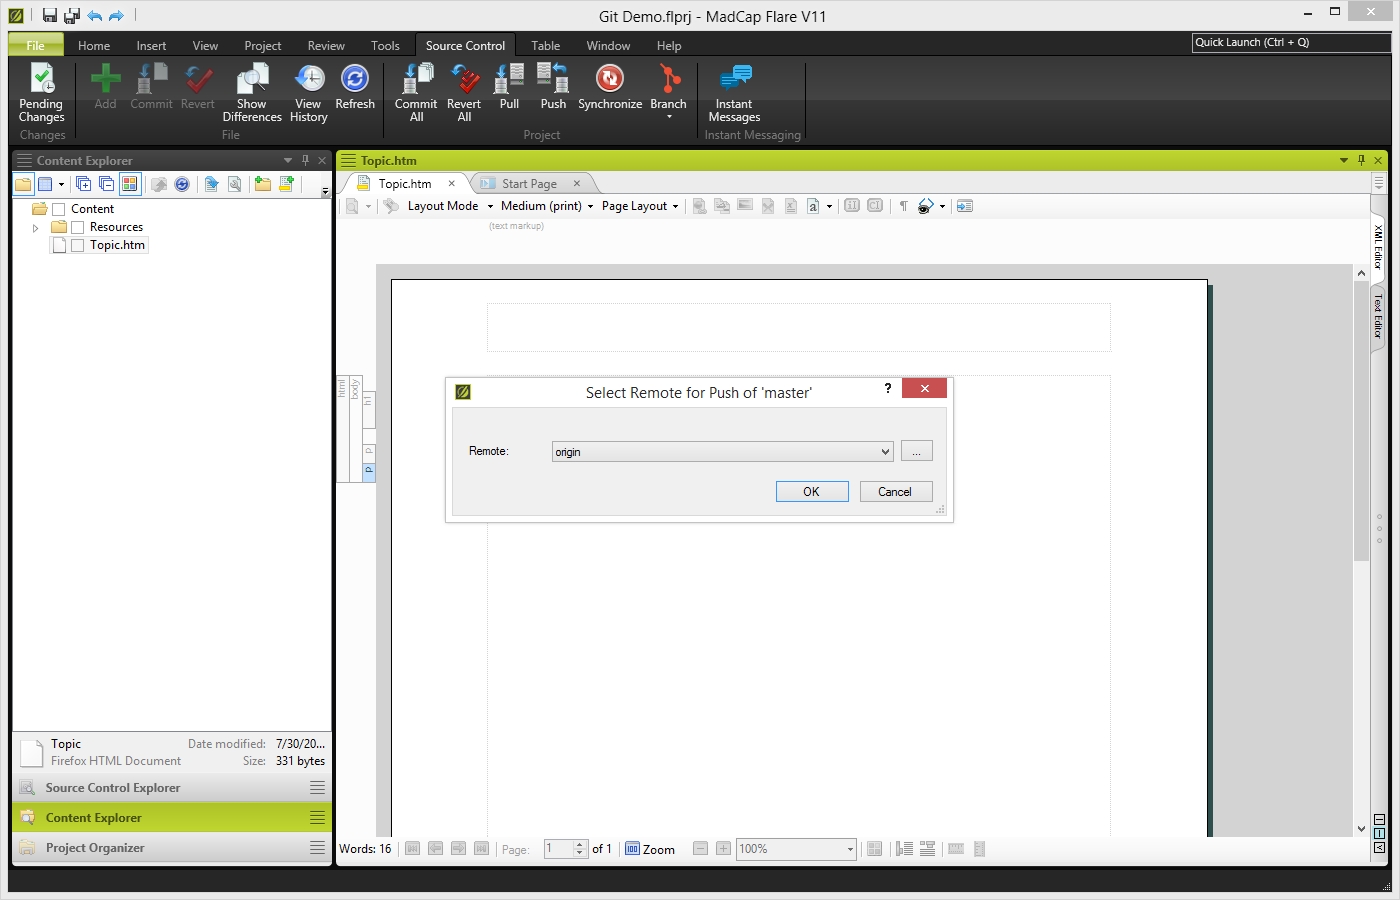 Git Demo.flprj - MadCap Flare V11
File Home Insert View Project Review Tools Source Control Table Window Help
Quick Launch (Ctrl + Q)
Pending Changes
Add
Commit
Revert
Show Differences
View History
Refresh
Commit All
Revert All
Pull
Push
Synchronize
Branch
Instant Messages
Changes
File
Project
Instant Messaging
Content Explorer
Content
Resources
Topic.htm
Topic
Date modified: 7/30/20...
Firefox HTML Document
Size: 331 bytes
Source Control Explorer
Content Explorer
Project Organizer
Topic.htm
Topic.htm
Start Page
Layout Mode
Medium (print)
Page Layout
(text markup)
html
body
h1
p
p
Select Remote for Push of 'master'
?
Remote:
origin
...
OK
Cancel
XML Editor
Text Editor
Words: 16
Page: 1 of 1
Zoom
100%